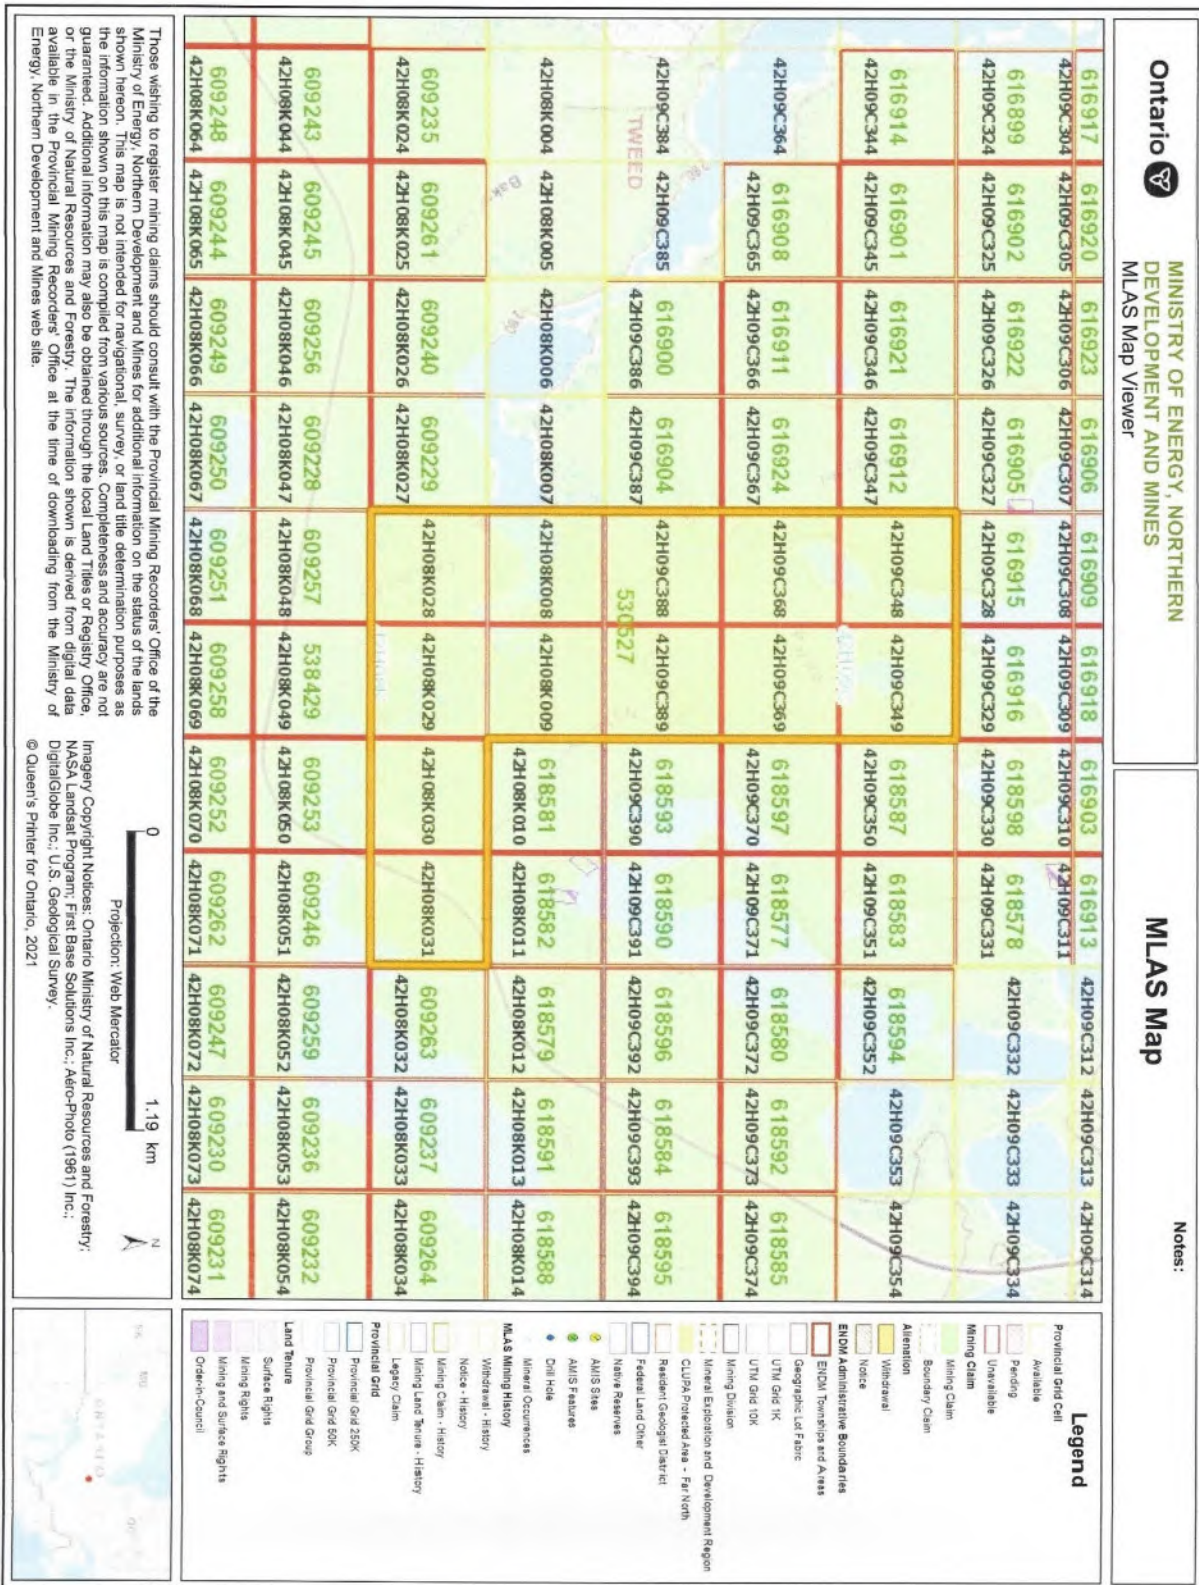 Ontario
MINISTRY OF ENERGY, NORTHERN
DEVELOPMENT AND MINES
MLAS Map Viewer
MLAS Map
Notes:
616917 616920 616923 616906 616909 616918 616903 616913
42H09C304 42H09C305 42H09C306 42H09C307 42H09C308 42H09C309 42H09C310 42H09C311 42H09C312 42H09C313 42H09C314
616899 616902 616922 616905 616915 616916 618598 618578
42H09C324 42H09C325 42H09C326 42H09C327 42H09C328 42H09C329 42H09C330 42H09C331 42H09C332 42H09C333 42H09C334
616914 616901 616921 616912 618587 618583 618594
42H09C344 42H09C345 42H09C346 42H09C347 42H09C348 42H09C349 42H09C350 42H09C351 42H09C352 42H09C353 42H09C354
616908 616911 616924 618597 618577 618580 618592 618585
42H09C364 42H09C365 42H09C366 42H09C367 42H09C368 42H09C369 42H09C370 42H09C371 42H09C372 42H09C373 42H09C374
616900 616904 618593 618590 618596 618584 618595
42H09C384 42H09C385 42H09C386 42H09C387 42H09C388 42H09C389 42H09C390 42H09C391 42H09C392 42H09C393 42H09C394
TWEED
530527
618581 618582 618579 618591 618588
42H08K004 42H08K005 42H08K006 42H08K007 42H08K008 42H08K009 42H08K010 42H08K011 42H08K012 42H08K013 42H08K014
280
Bak
280
609235 609261 609240 609229 609263 609237 609264
42H08K024 42H08K025 42H08K026 42H08K027 42H08K028 42H08K029 42H08K030 42H08K031 42H08K032 42H08K033 42H08K034
609243 609245 609256 609228 609257 538429 609253 609246 609259 609236 609232
42H08K044 42H08K045 42H08K046 42H08K047 42H08K048 42H08K049 42H08K050 42H08K051 42H08K052 42H08K053 42H08K054
609248 609244 609249 609250 609251 609258 609252 609262 609247 609230 609231
42H08K064 42H08K065 42H08K066 42H08K067 42H08K068 42H08K069 42H08K070 42H08K071 42H08K072 42H08K073 42H08K074
Legend
Provincial Grid Cell
Available
Pending
Unavailable
Mining Claim
Mining Claim
Boundary Claim
Alienation
Withdrawal
Notice
ENDM Administrative Boundaries
ENDM Townships and Areas
Geographic Lot Fabric
UTM Grid 1K
UTM Grid 10K
Mining Division
Mineral Exploration and Development Region
CLUPA Protected Area - Far North
Resident Geologist District
Federal Land Other
Native Reserves
AMIS Sites
AMIS Features
Drill Hole
Mineral Occurrences
MLAS Mining History
Withdrawal - History
Notice - History
Mining Claim - History
Mining Land Tenure - History
Legacy Claim
Provincial Grid
Provincial Grid 250K
Provincial Grid 50K
Provincial Grid Group
Land Tenure
Surface Rights
Mining Rights
Mining and Surface Rights
Order-in-Council
Those wishing to register mining claims should consult with the Provincial Mining Recorders' Office of the
Ministry of Energy, Northern Development and Mines for additional information on the status of the lands
shown hereon. This map is not intended for navigational, survey, or land title determination purposes as
the information shown on this map is compiled from various sources. Completeness and accuracy are not
guaranteed. Additional information may also be obtained through the local Land Titles or Registry Office,
or the Ministry of Natural Resources and Forestry. The information shown is derived from digital data
available in the Provincial Mining Recorders' Office at the time of downloading from the Ministry of
Energy, Northern Development and Mines web site.
0 1.19 km
N
Projection: Web Mercator
Imagery Copyright Notices: Ontario Ministry of Natural Resources and Forestry;
NASA Landsat Program; First Base Solutions Inc.; Aéro-Photo (1961) Inc.;
DigitalGlobe Inc.; U.S. Geological Survey.
© Queen's Printer for Ontario, 2021
ONTARIO